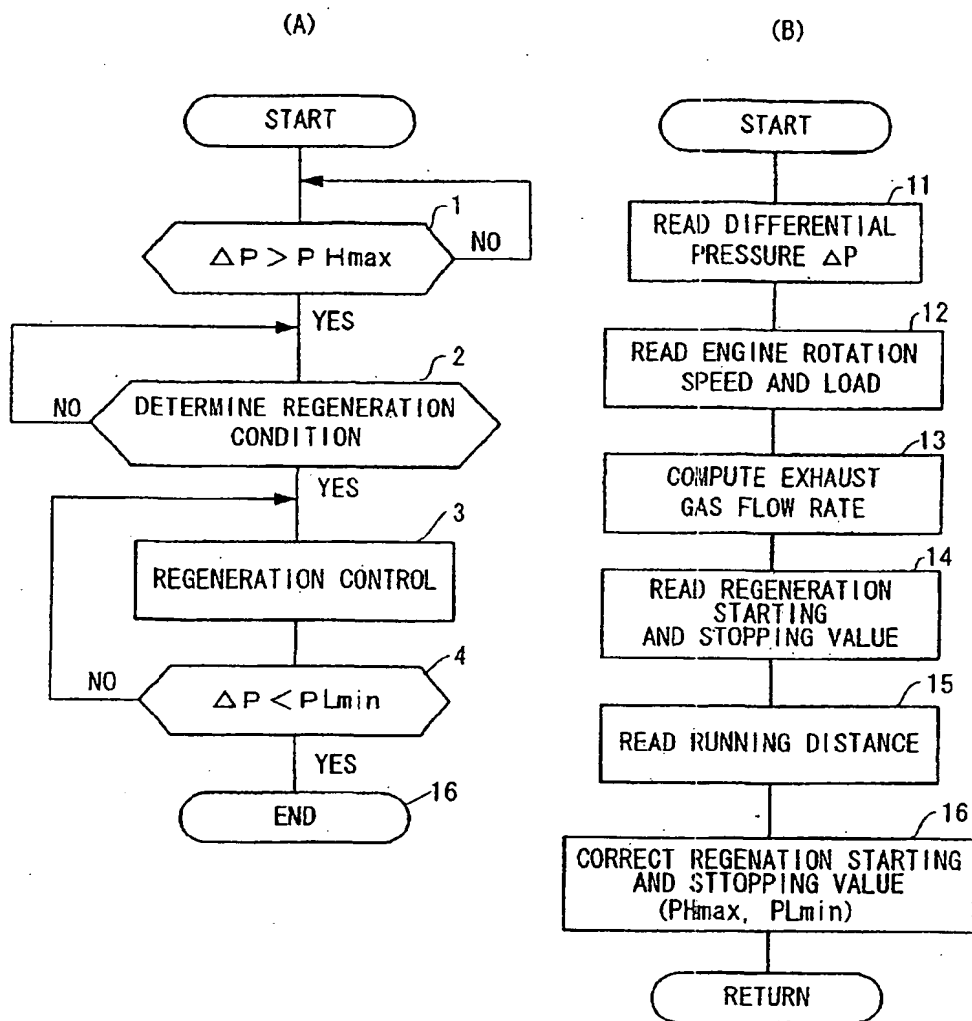 (A)
START
1
ΔP > PHmax
NO
YES
2
DETERMINE REGENERATION
CONDITION
NO
YES
3
REGENERATION CONTROL
4
ΔP < PLmin
NO
YES
16
END
(B)
START
11
READ DIFFERENTIAL
PRESSURE ΔP
12
READ ENGINE ROTATION
SPEED AND LOAD
13
COMPUTE EXHAUST
GAS FLOW RATE
14
READ REGENERATION
STARTING
AND STOPPING VALUE
15
READ RUNNING DISTANCE
16
CORRECT REGENATION STARTING
AND STTOPPING VALUE
(PHmax, PLmin)
RETURN